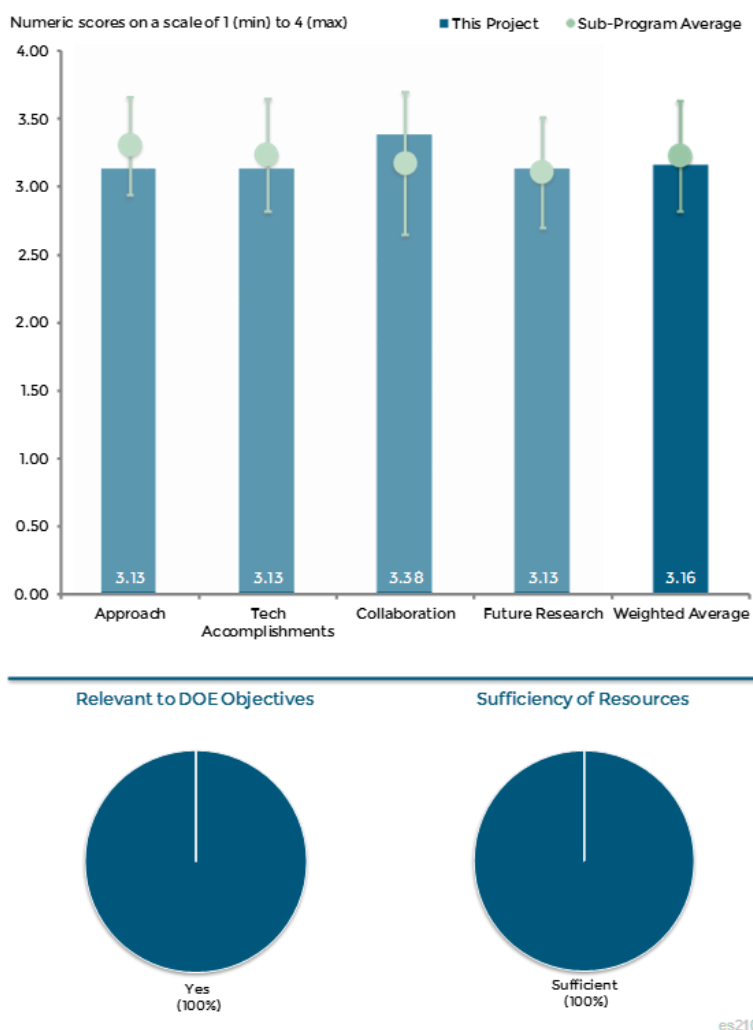 Numeric scores on a scale of 1 (min) to 4 (max)
This Project
Sub-Program Average
4.00
3.50
3.00
2.50
2.00
1.50
1.00
0.50
0.00
3.13
3.13
3.38
3.13
3.16
Approach
Tech
Accomplishments
Collaboration
Future Research
Weighted Average
Relevant to DOE Objectives
Sufficiency of Resources
Yes
(100%)
Sufficient
(100%)